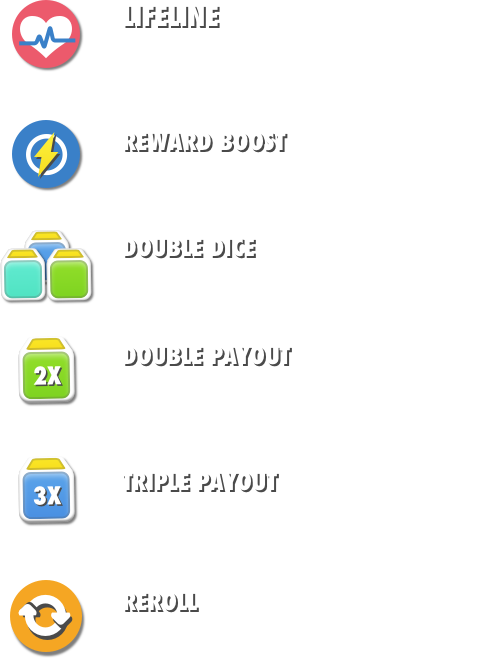 LIFELINE
REWARD BOOST
DOUBLE DICE
DOUBLE PAYOUT
2X
TRIPLE PAYOUT
3X
REROLL